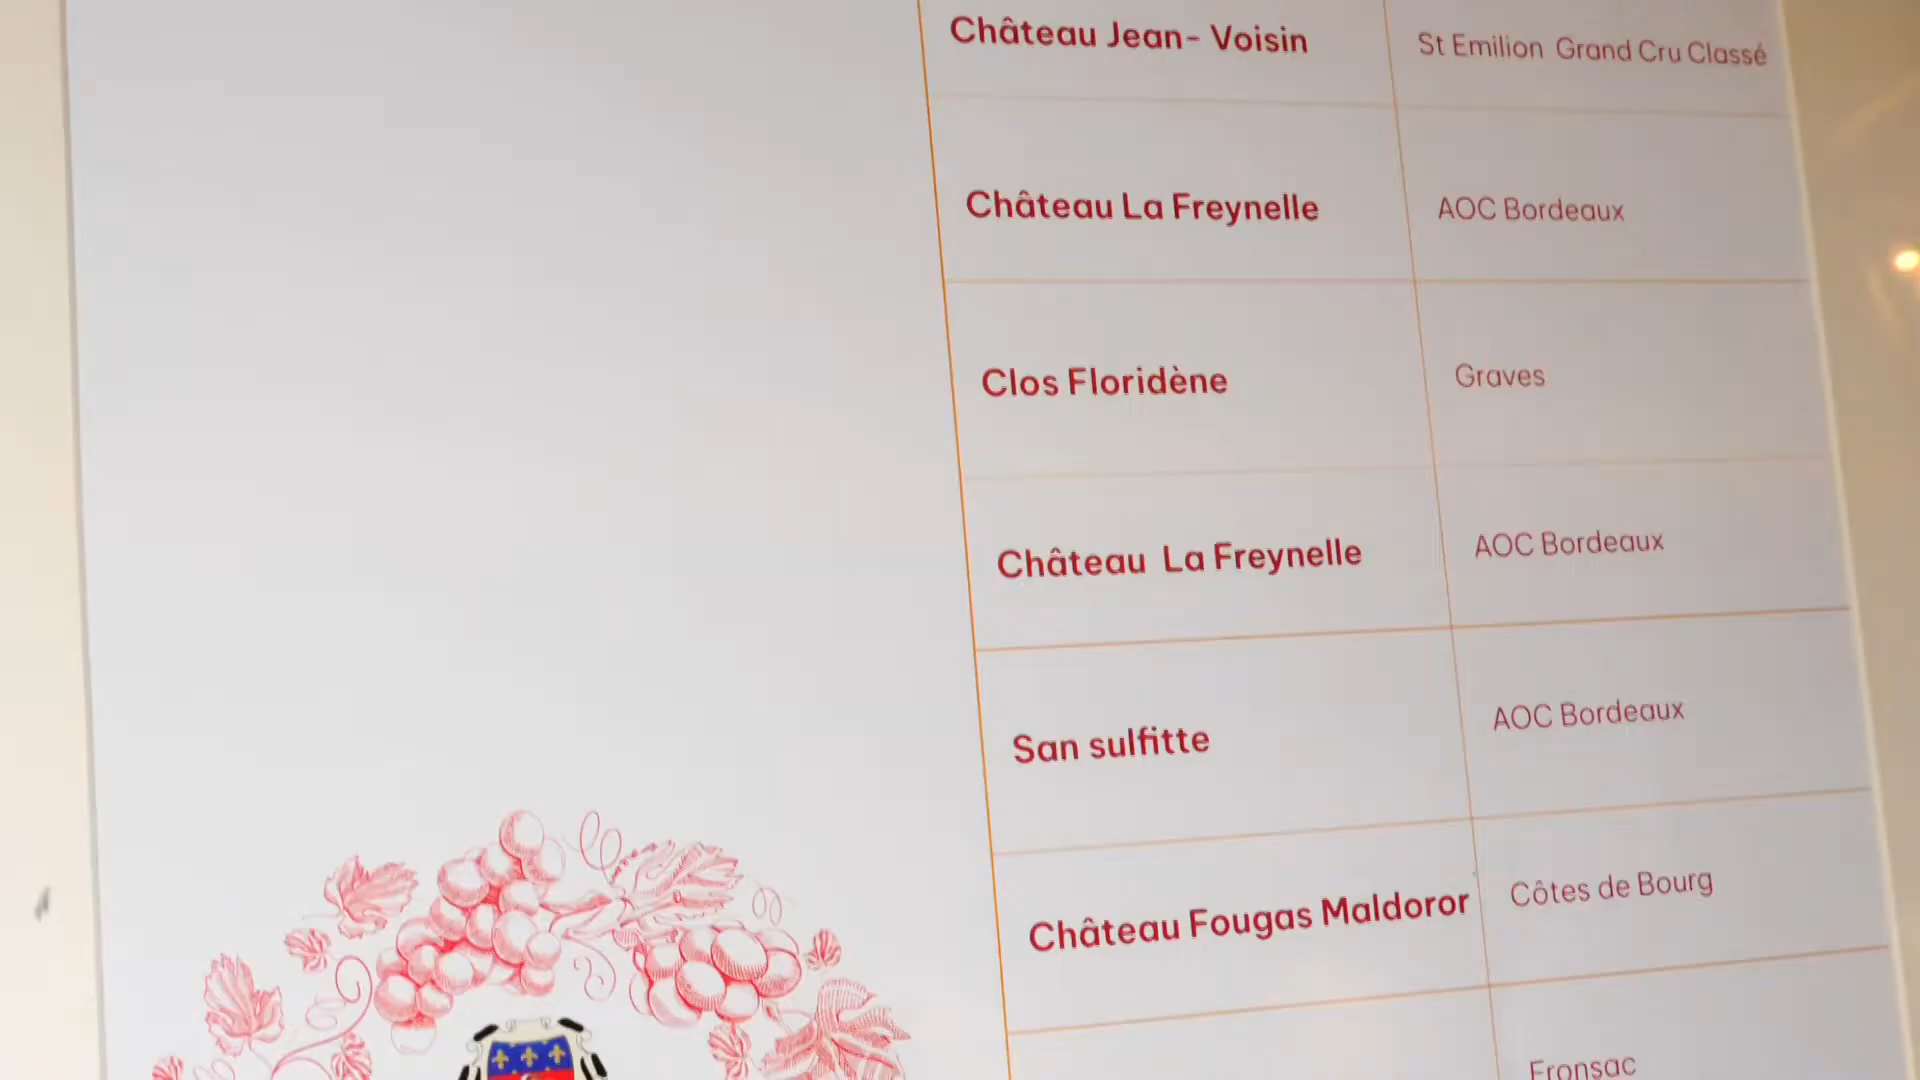 Château Jean- Voisin
St Emilion Grand Cru Classé
Château La Freynelle
AOC Bordeaux
Clos Floridène
Graves
Château La Freynelle
AOC Bordeaux
San sulfitte
AOC Bordeaux
Château Fougas Maldoror
Côtes de Bourg
Fronsac